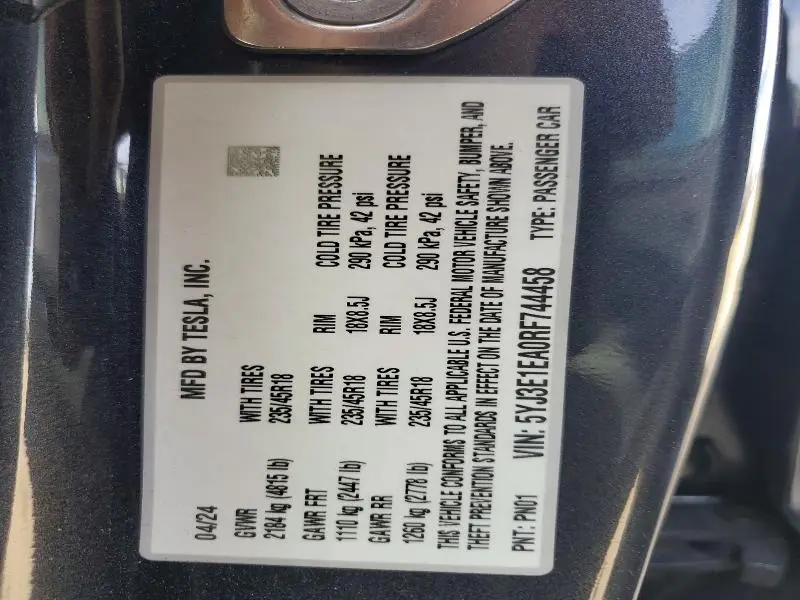 04/24 MFD BY TESLA, INC.
GVWR WITH TIRES
2184 kg (4815 lb) 235/45R18
GAWR FRT WITH TIRES RIM COLD TIRE PRESSURE
1110 kg (2447 lb) 235/45R18 18X8.5J 290 kPa, 42 psi
GAWR RR WITH TIRES RIM COLD TIRE PRESSURE
1260 kg (2778 lb) 235/45R18 18X8.5J 290 kPa, 42 psi
THIS VEHICLE CONFORMS TO ALL APPLICABLE U.S. FEDERAL MOTOR VEHICLE SAFETY, BUMPER, AND
THEFT PREVENTION STANDARDS IN EFFECT ON THE DATE OF MANUFACTURE SHOWN ABOVE.
PNT: PN01 VIN: 5YJ3E1EA0RF744458 TYPE: PASSENGER CAR